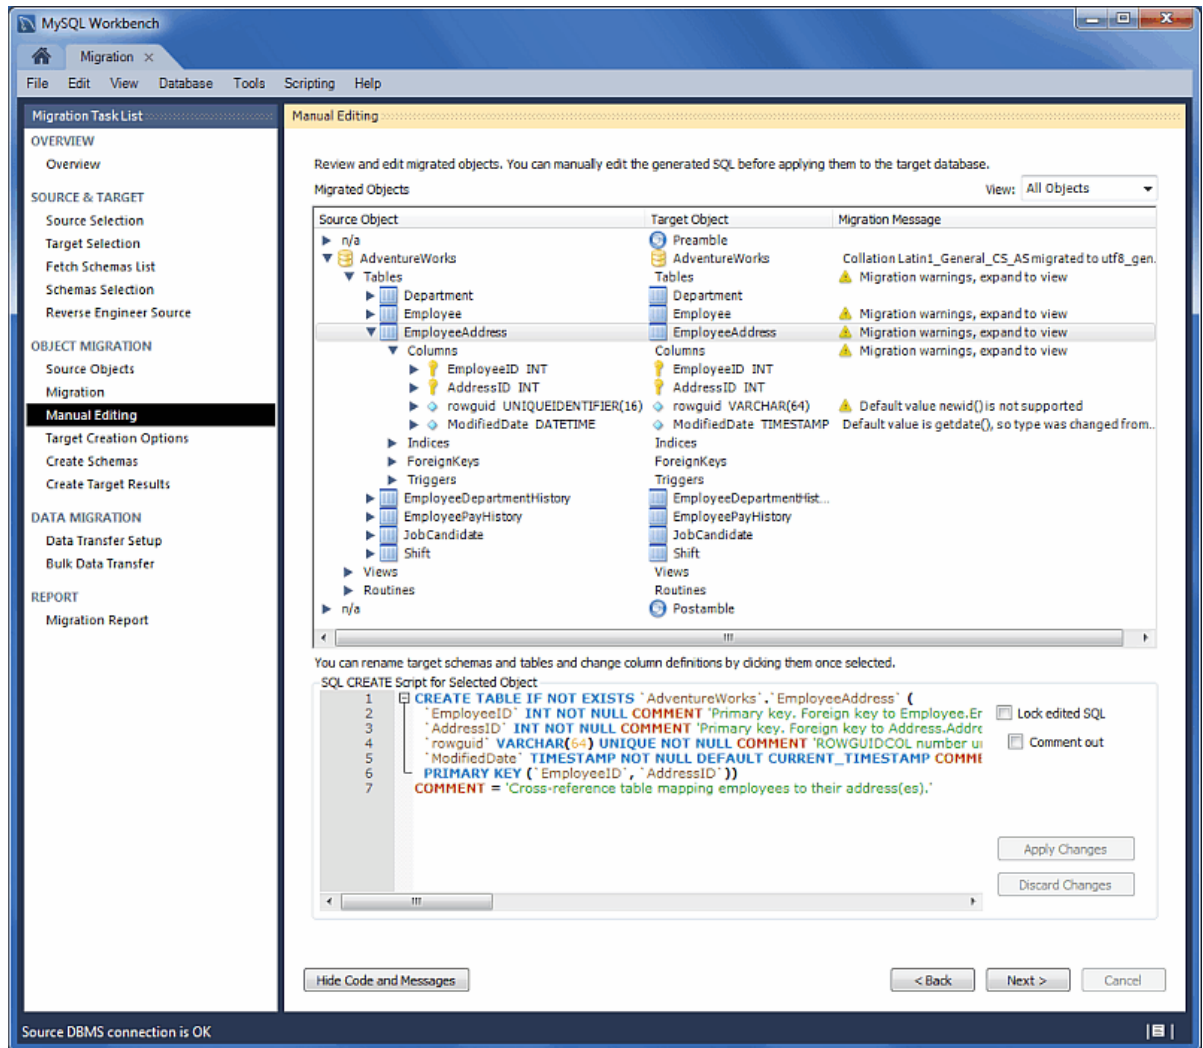 MySQL Workbench
Migration
File Edit View Database Tools Scripting Help
Migration Task List
OVERVIEW
Overview
SOURCE & TARGET
Source Selection
Target Selection
Fetch Schemas List
Schemas Selection
Reverse Engineer Source
OBJECT MIGRATION
Source Objects
Migration
Manual Editing
Target Creation Options
Create Schemas
Create Target Results
DATA MIGRATION
Data Transfer Setup
Bulk Data Transfer
REPORT
Migration Report
Manual Editing
Review and edit migrated objects. You can manually edit the generated SQL before applying them to the target database.
Migrated Objects View: All Objects
Source Object Target Object Migration Message
n/a Preamble
AdventureWorks AdventureWorks Collation Latin1_General_CS_AS migrated to utf8_gen.
Tables Tables Migration warnings, expand to view
Department Department
Employee Employee Migration warnings, expand to view
EmployeeAddress EmployeeAddress Migration warnings, expand to view
Columns Columns Migration warnings, expand to view
EmployeeID INT EmployeeID INT
AddressID INT AddressID INT
rowguid UNIQUEIDENTIFIER(16) rowguid VARCHAR(64) Default value newid() is not supported
ModifiedDate DATETIME ModifiedDate TIMESTAMP Default value is getdate(), so type was changed from..
Indices Indices
ForeignKeys ForeignKeys
Triggers Triggers
EmployeeDepartmentHistory EmployeeDepartmentHist...
EmployeePayHistory EmployeePayHistory
JobCandidate JobCandidate
Shift Shift
Views Views
Routines Routines
n/a Postamble
You can rename target schemas and tables and change column definitions by clicking them once selected.
SQL CREATE Script for Selected Object
1 CREATE TABLE IF NOT EXISTS `AdventureWorks`.`EmployeeAddress` (
2 `EmployeeID` INT NOT NULL COMMENT 'Primary key. Foreign key to Employee.Er
3 `AddressID` INT NOT NULL COMMENT 'Primary key. Foreign key to Address.Addre
4 `rowguid` VARCHAR(64) UNIQUE NOT NULL COMMENT 'ROWGUIDCOL number ui
5 `ModifiedDate` TIMESTAMP NOT NULL DEFAULT CURRENT_TIMESTAMP COMME
6 PRIMARY KEY (`EmployeeID`, `AddressID`))
7 COMMENT = 'Cross-reference table mapping employees to their address(es).'
Lock edited SQL
Comment out
Apply Changes
Discard Changes
Hide Code and Messages < Back Next > Cancel
Source DBMS connection is OK